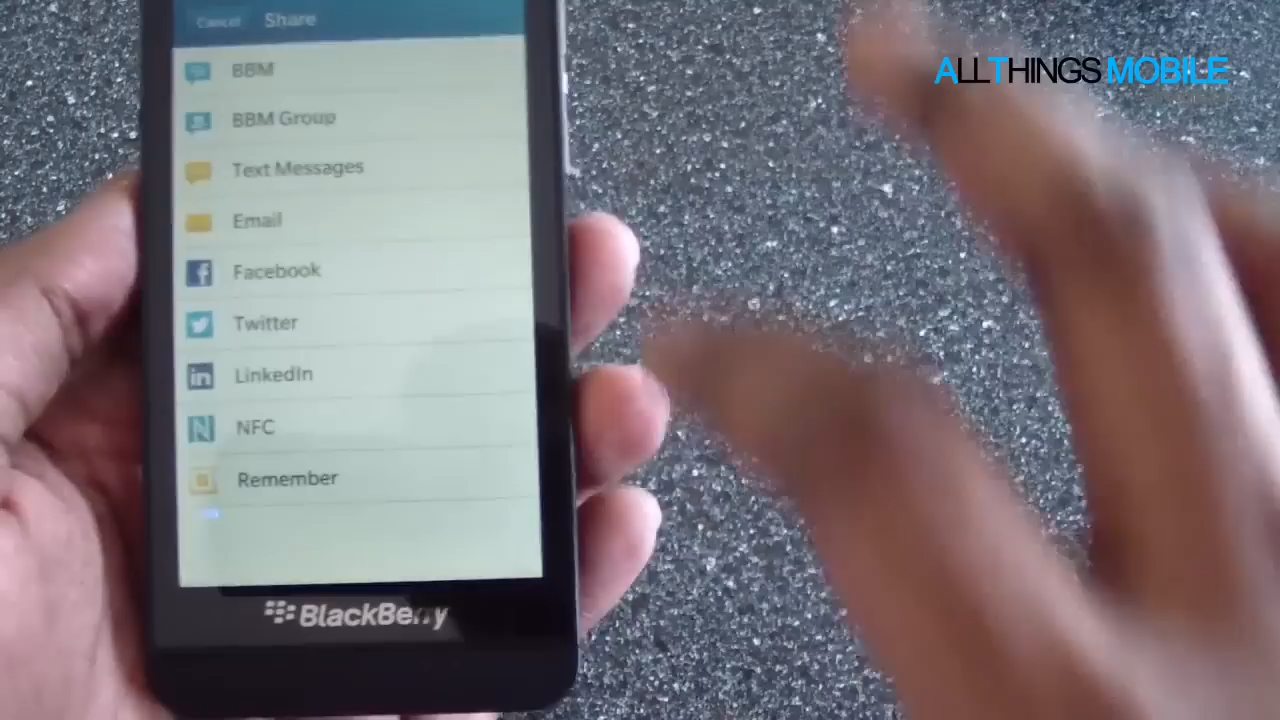 Cancel Share
ALLTHINGS MOBILE
BBM
BBM Group
Text Messages
Email
Facebook
Twitter
LinkedIn
NFC
Remember
BlackBerry